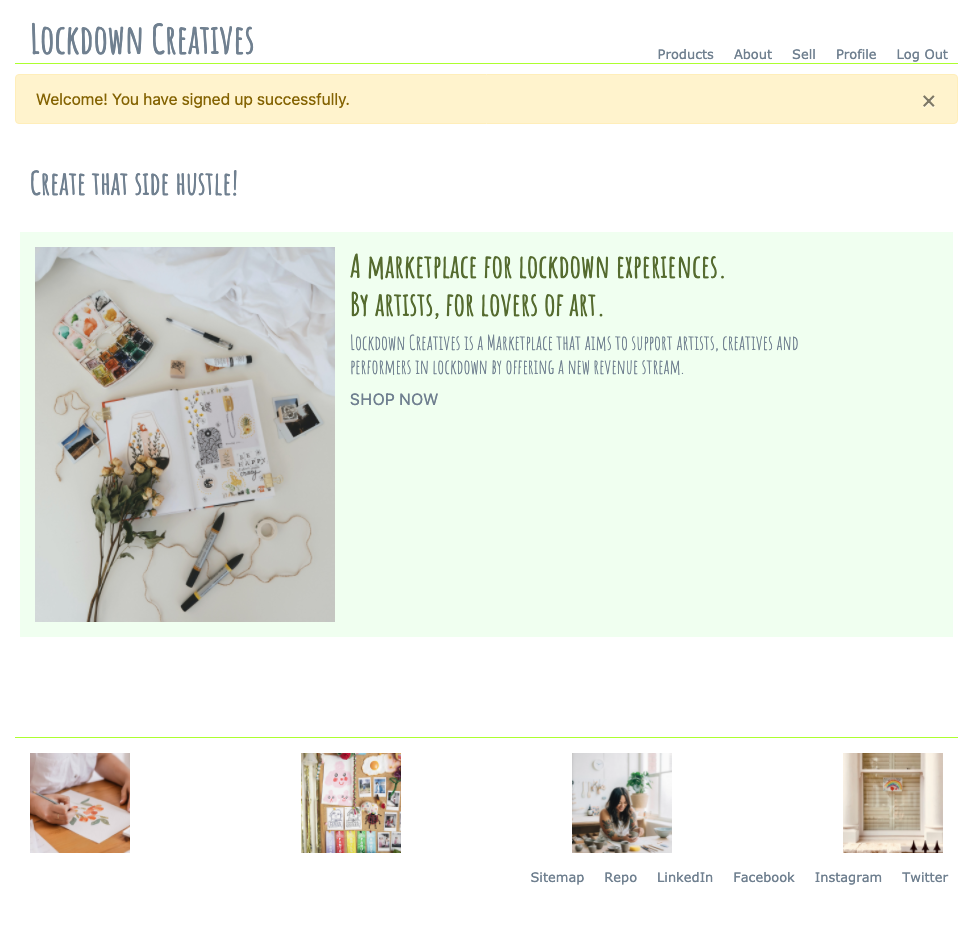 Lockdown Creatives
Products About Sell Profile Log Out
Welcome! You have signed up successfully. ×
Create that side hustle!
A marketplace for lockdown experiences.
By artists, for lovers of art.
Lockdown Creatives is a Marketplace that aims to support artists, creatives and
performers in lockdown by offering a new revenue stream.
SHOP NOW
BE HAPPY
Sitemap Repo LinkedIn Facebook Instagram Twitter